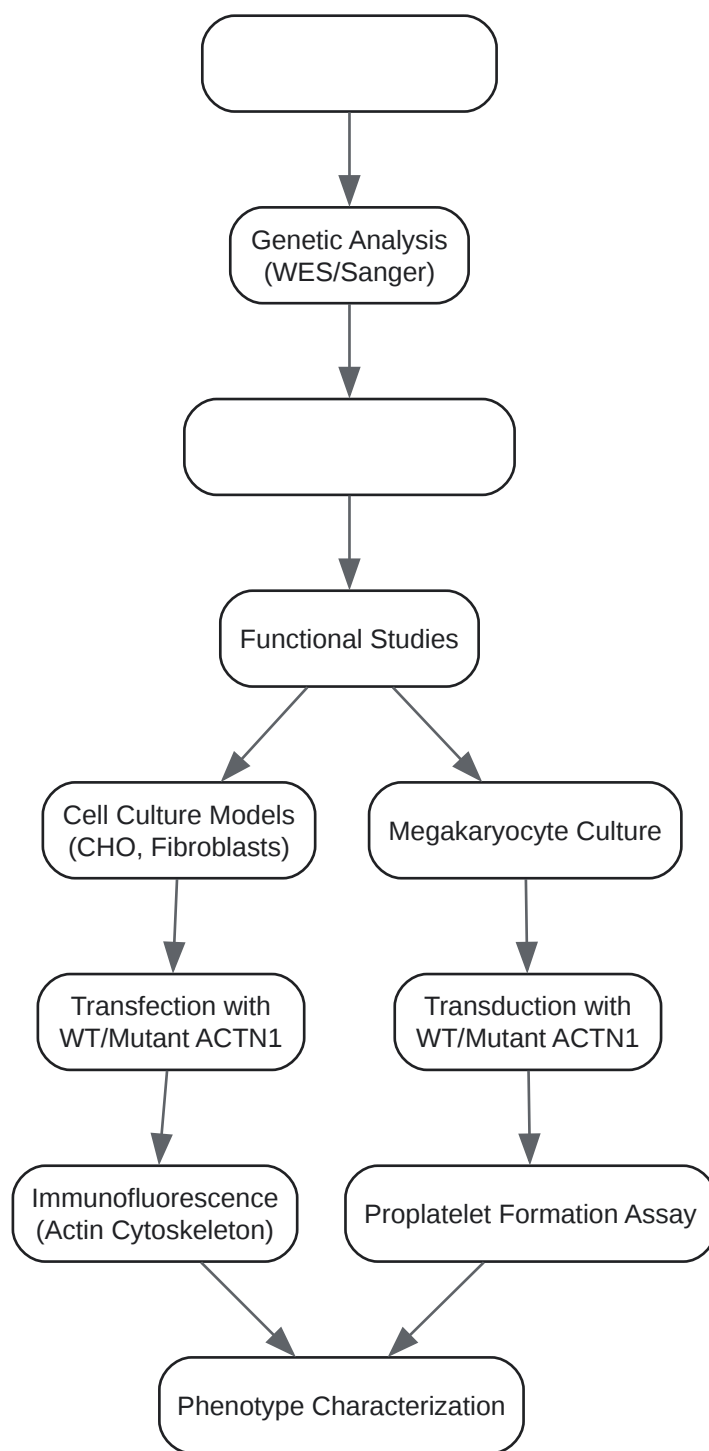 Genetic Analysis
(WES/Sanger)
Functional Studies
Cell Culture Models
(CHO, Fibroblasts)
Megakaryocyte Culture
Transfection with
WT/Mutant ACTN1
Transduction with
WT/Mutant ACTN1
Immunofluorescence
(Actin Cytoskeleton)
Proplatelet Formation Assay
Phenotype Characterization